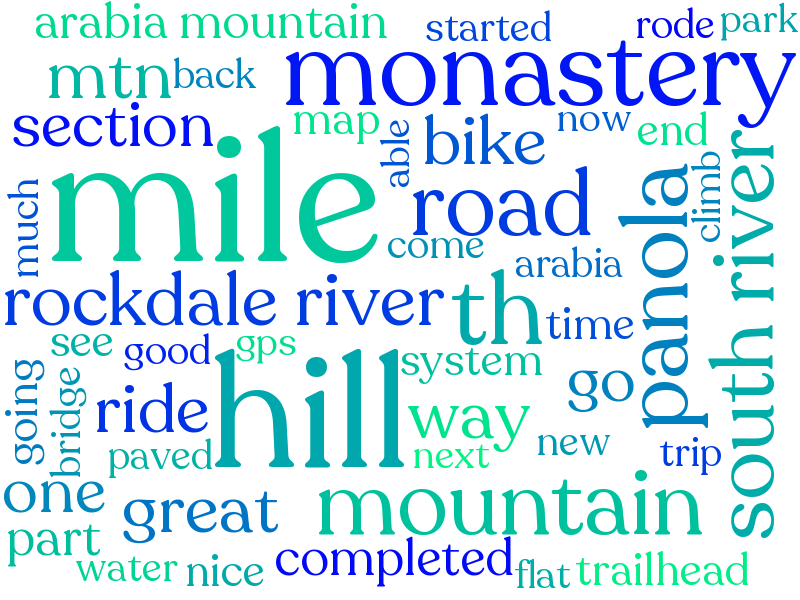 arabia mountain
started
rode
park
mtn
back
monastery
section
map
able
bike
now
end
mile
much
road
climb
come
arabia
panola
south river
rockdale river
th
time
see
good
gps
system
going
bridge
ride
hill
way
go
paved
next
new
trip
one
great
mountain
part
water
nice
completed
flat
trailhead